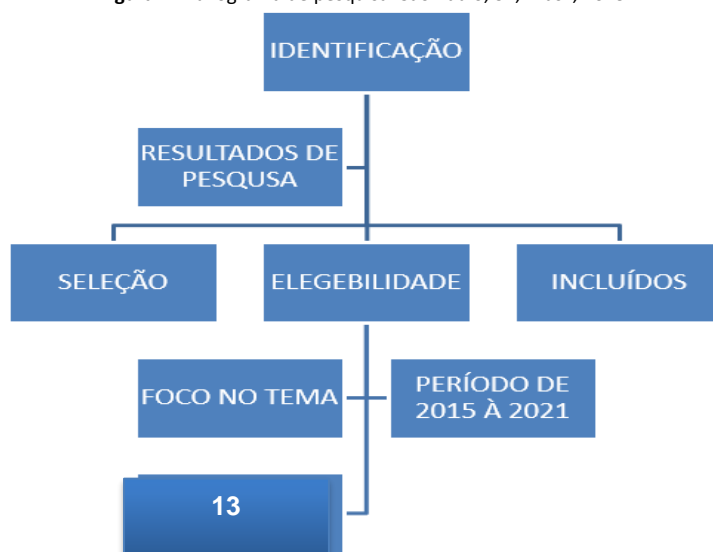 IDENTIFICAÇÃO
RESULTADOS DE
PESQUSA
SELEÇÃO
ELEGEBILIDADE
INCLUÍDOS
FOCO NO TEMA
PERÍODO DE
2015 À 2021
13